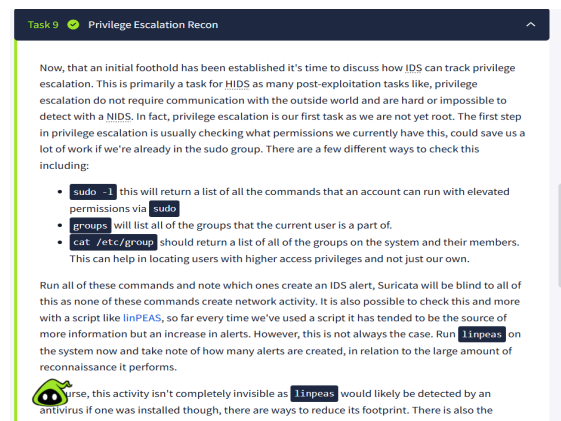 Task 9 Privilege Escalation Recon
Now, that an initial foothold has been established it's time to discuss how IDS can track privilege
escalation. This is primarily a task for HIDS as many post-exploitation tasks like, privilege
escalation do not require communication with the outside world and are hard or impossible to
detect with a NIDS. In fact, privilege escalation is our first task as we are not yet root. The first step
in privilege escalation is usually checking what permissions we currently have this, could save us a
lot of work if we're already in the sudo group. There are a few different ways to check this
including:
• sudo -l this will return a list of all the commands that an account can run with elevated
permissions via sudo
• groups will list all of the groups that the current user is a part of.
• cat /etc/group should return a list of all of the groups on the system and their members.
This can help in locating users with higher access privileges and not just our own.
Run all of these commands and note which ones create an IDS alert, Suricata will be blind to all of
this as none of these commands create network activity. It is also possible to check this and more
with a script like linPEAS, so far every time we've used a script it has tended to be the source of
more information but an increase in alerts. However, this is not always the case. Run linpeas on
the system now and take note of how many alerts are created, in relation to the large amount of
reconnaissance it performs.
urse, this activity isn't completely invisible as linpeas would likely be detected by an
antivirus if one was installed though, there are ways to reduce its footprint. There is also the